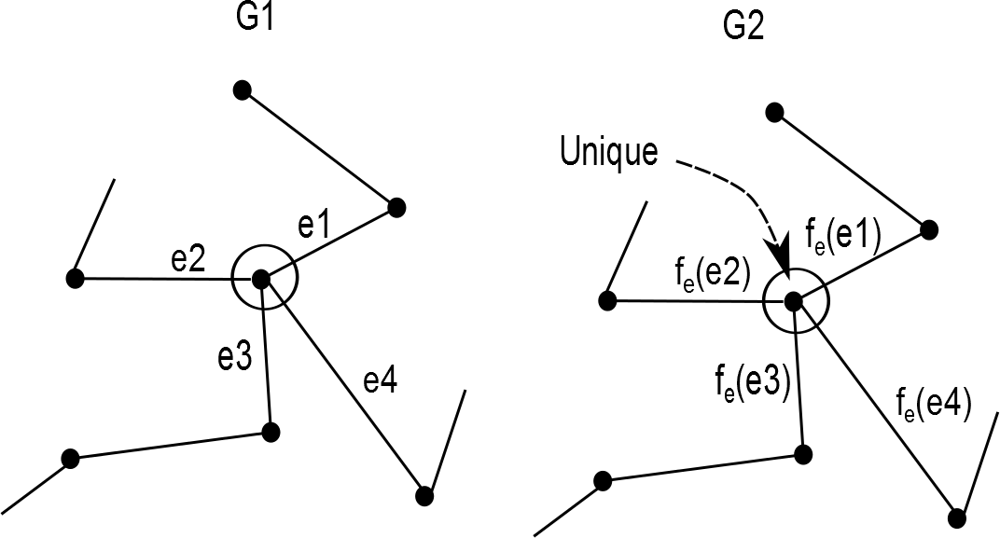 G1
G2
Unique
e1
e2
e3
e4
fe(e1)
fe(e2)
fe(e3)
fe(e4)